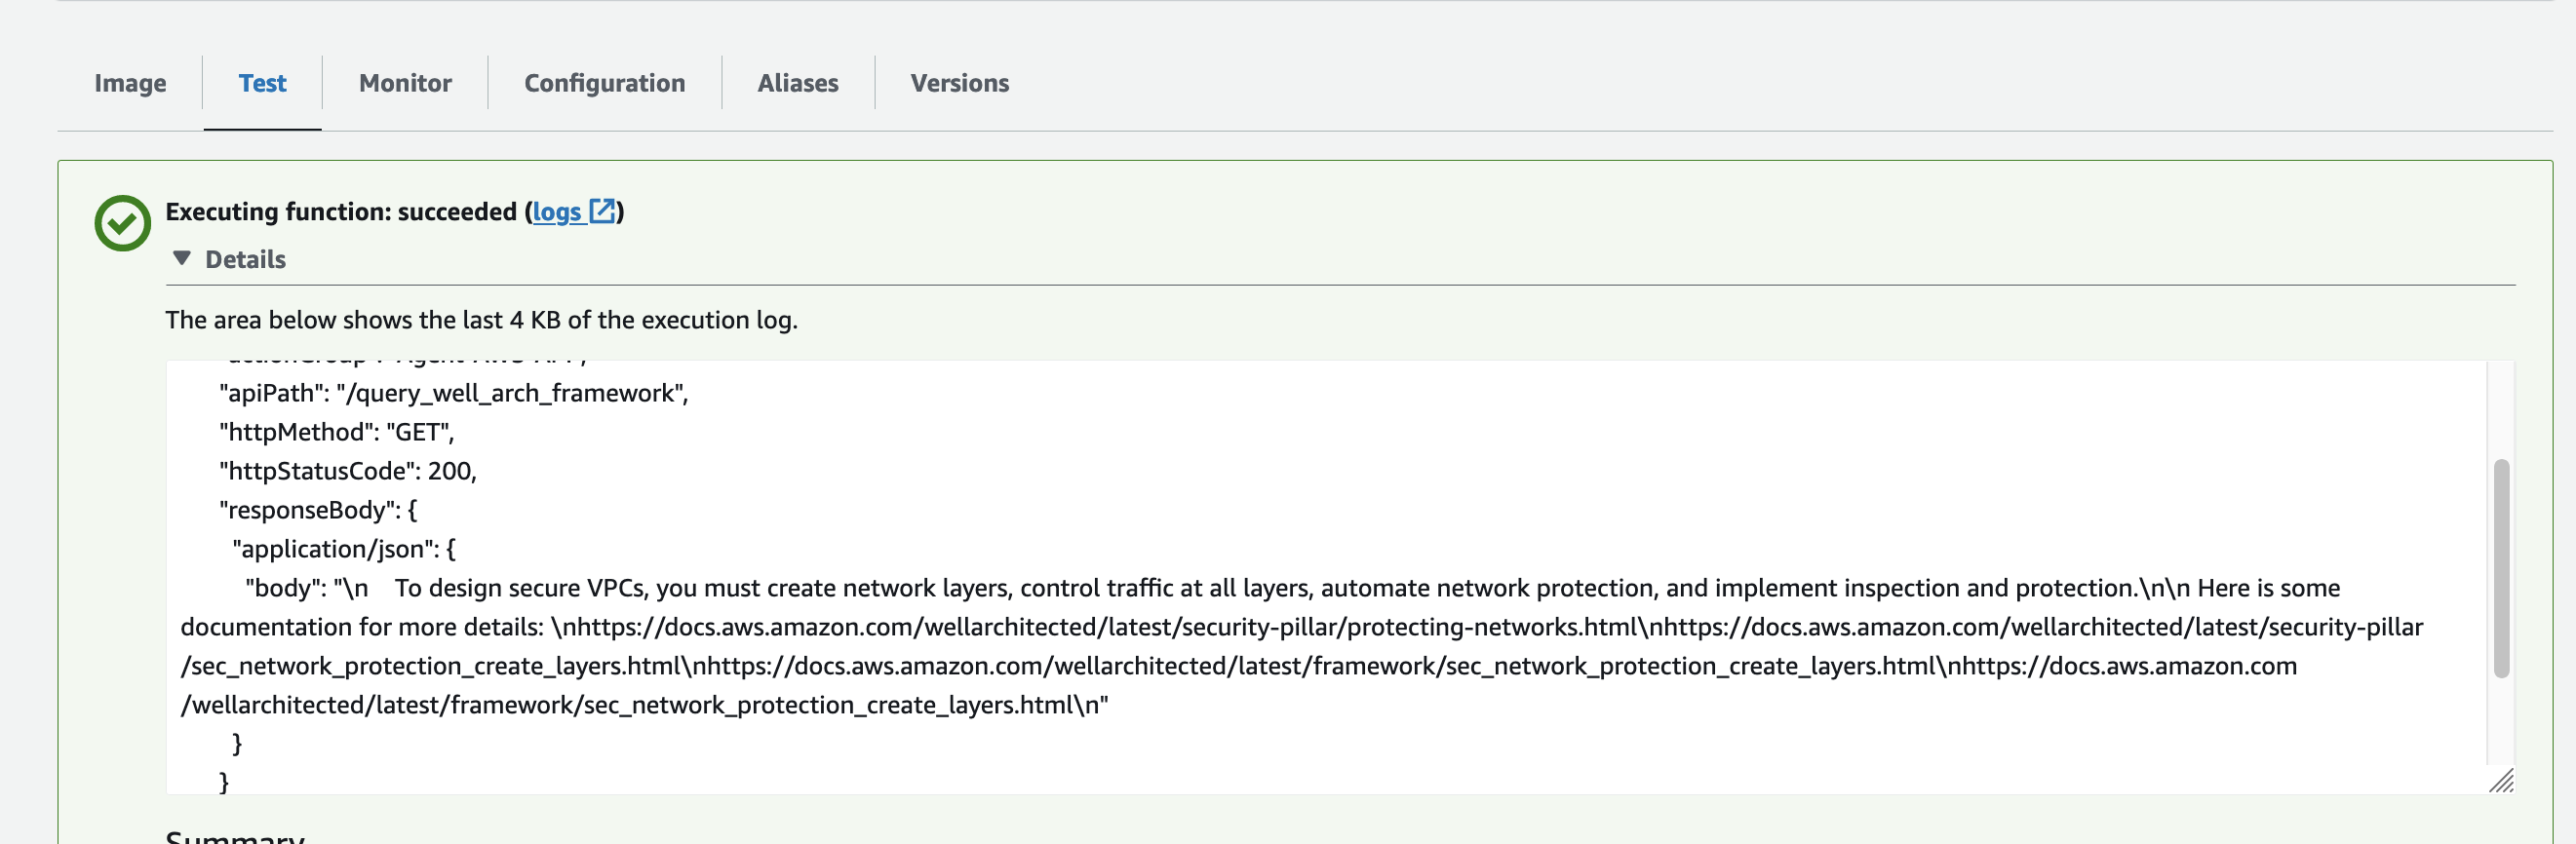 Image Test Monitor Configuration Aliases Versions
Executing function: succeeded (logs)
Details
The area below shows the last 4 KB of the execution log.
"apiPath": "/query_well_arch_framework",
"httpMethod": "GET",
"httpStatusCode": 200,
"responseBody": {
"application/json": {
"body": "\n    To design secure VPCs, you must create network layers, control traffic at all layers, automate network protection, and implement inspection and protection.\n\n Here is some
documentation for more details: \nhttps://docs.aws.amazon.com/wellarchitected/latest/security-pillar/protecting-networks.html\nhttps://docs.aws.amazon.com/wellarchitected/latest/security-pillar
/sec_network_protection_create_layers.html\nhttps://docs.aws.amazon.com/wellarchitected/latest/framework/sec_network_protection_create_layers.html\nhttps://docs.aws.amazon.com
/wellarchitected/latest/framework/sec_network_protection_create_layers.html\n"
}
}
Summary